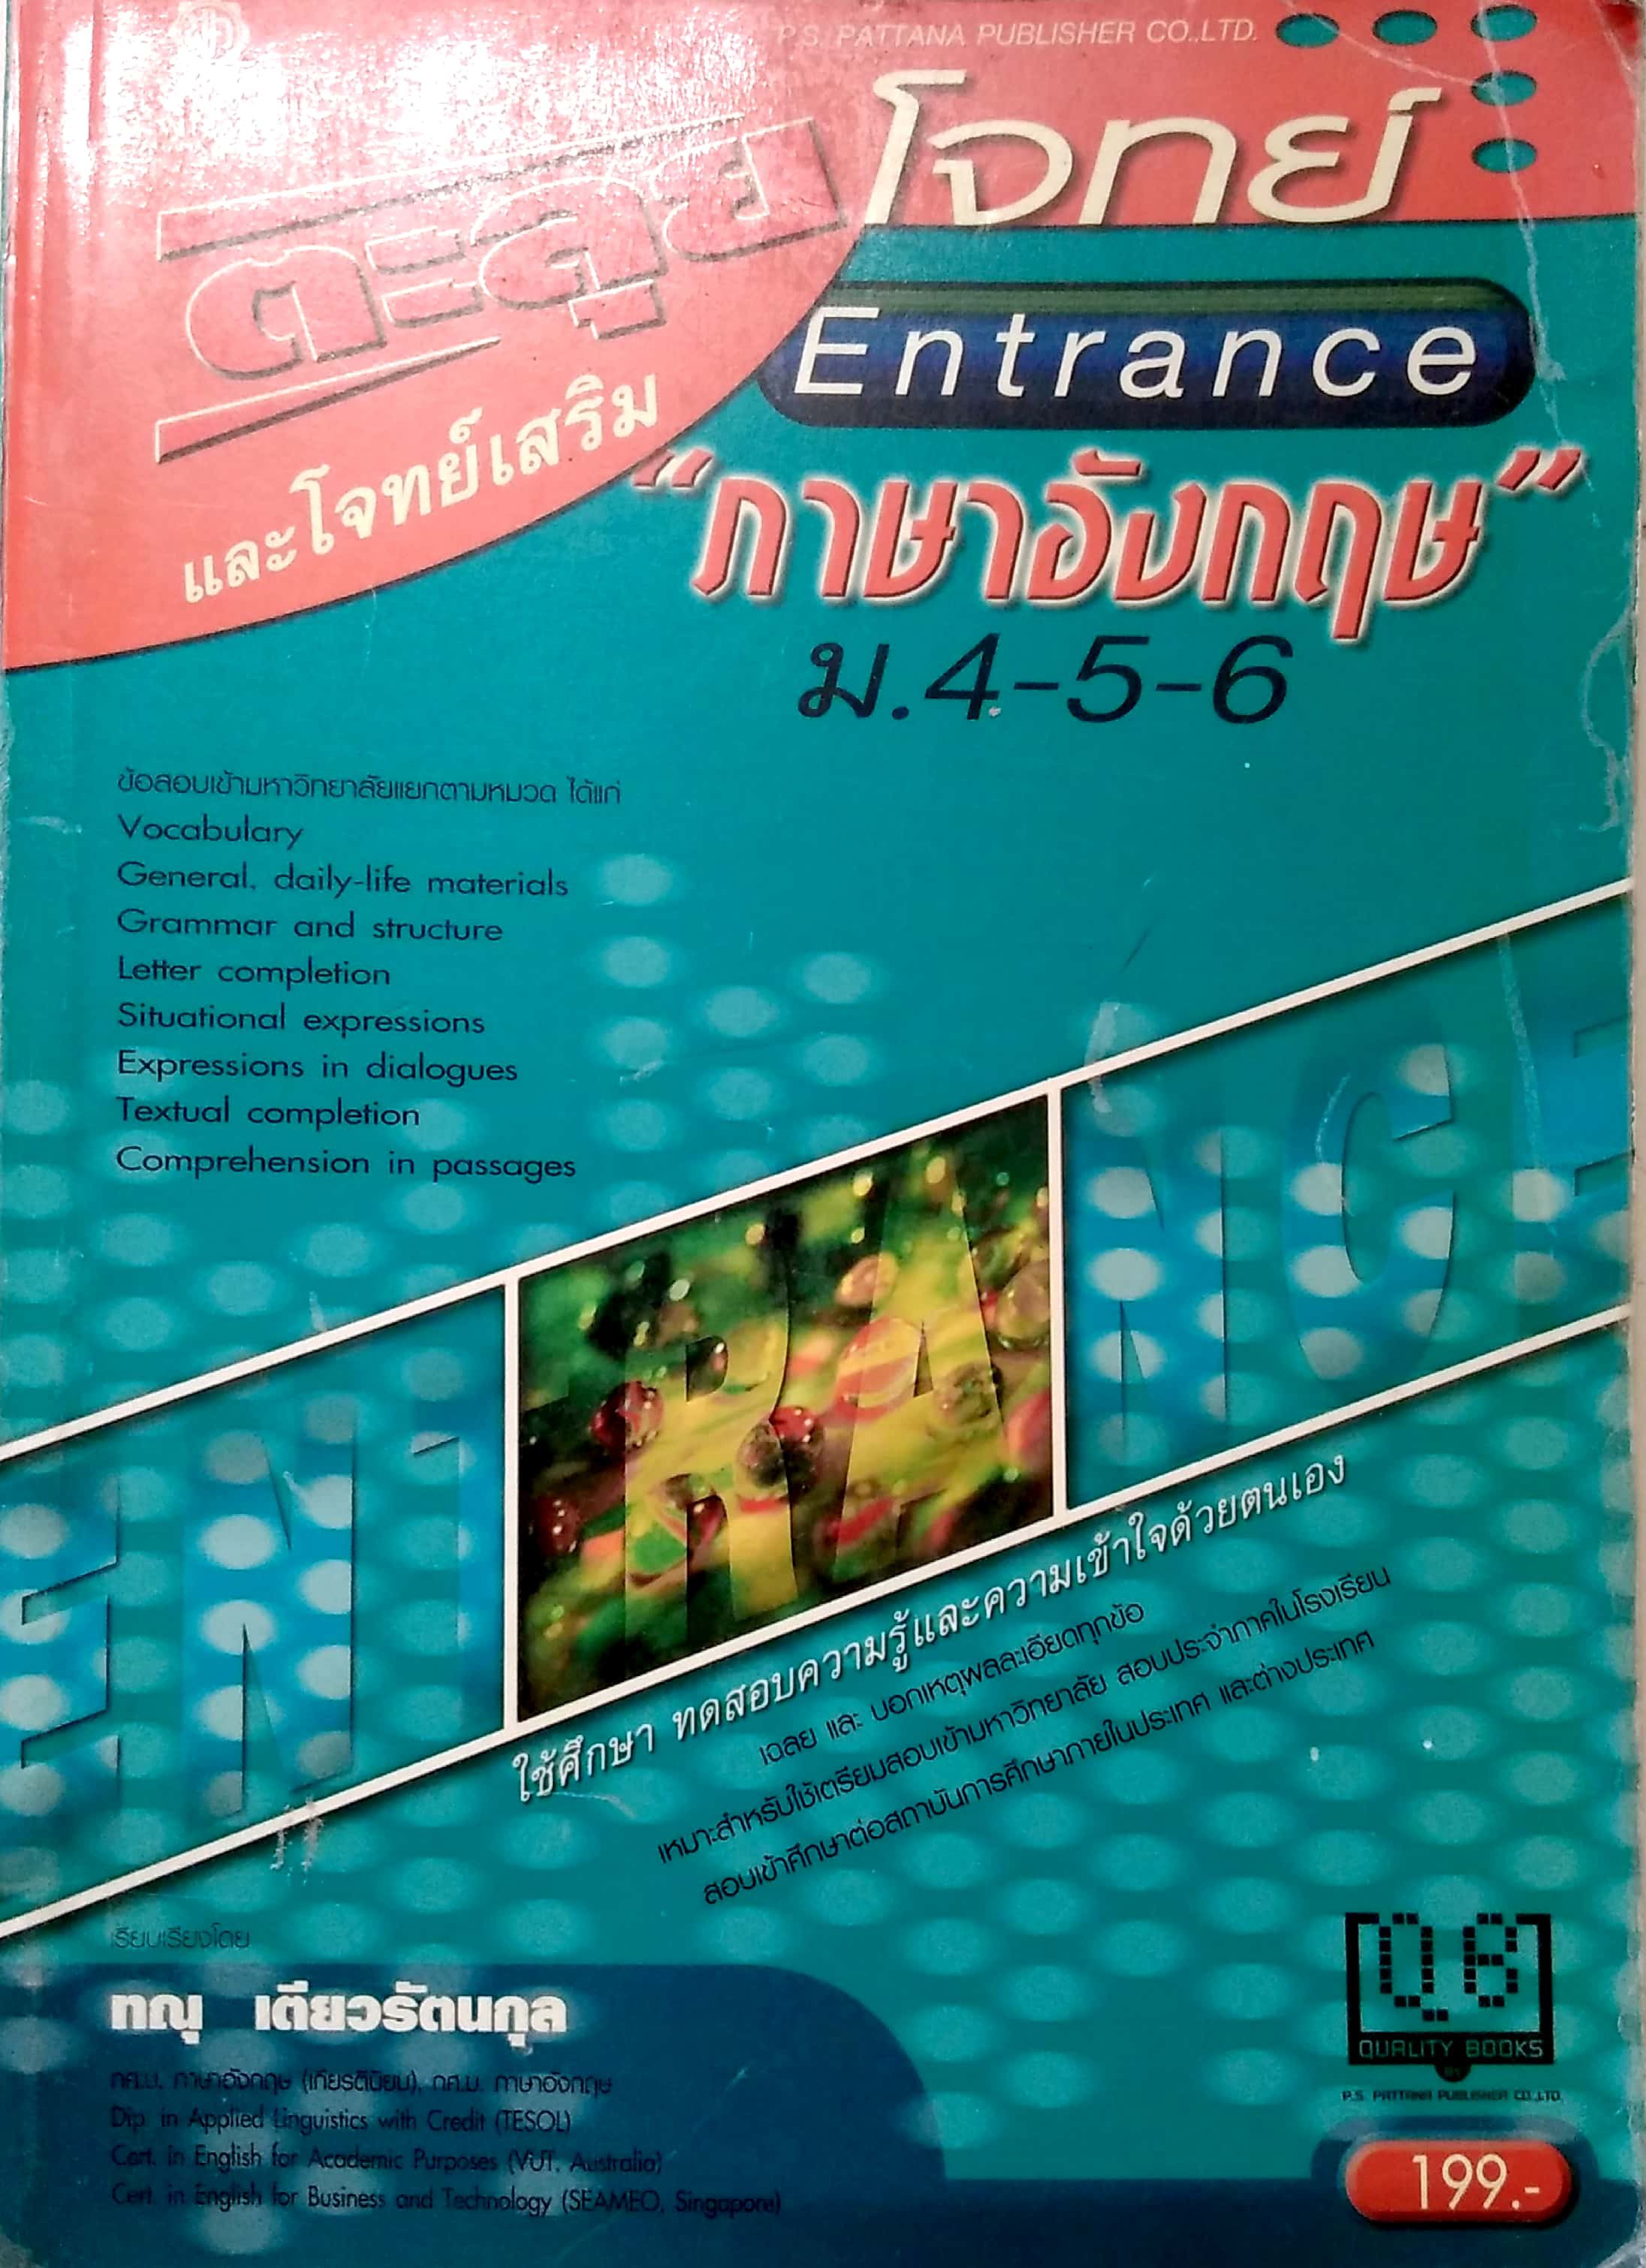 P.S. PATTANA PUBLISHER CO.,LTD.
ตะลุย
โจทย์
Entrance
และโจทย์เสริม
“ภาษาอังกฤษ”
ม.4-5-6
ข้อสอบเข้ามหาวิทยาลัยแยกตามหมวด ได้แก่
Vocabulary
General, daily-life materials
Grammar and structure
Letter completion
Situational expressions
Expressions in dialogues
Textual completion
Comprehension in passages
ENTRANCE
ใช้ศึกษา ทดสอบความรู้และความเข้าใจด้วยตนเอง
เฉลย และ บอกเหตุผลละเอียดทุกข้อ
เหมาะสำหรับใช้เตรียมสอบเข้ามหาวิทยาลัย สอบประจำภาคในโรงเรียน
สอบเข้าศึกษาต่อสถาบันการศึกษาภายในประเทศ และต่างประเทศ
เรียบเรียงโดย
ทณุ เตียวรัตนกุล
กศ.บ. ภาษาอังกฤษ (เกียรตินิยม), กศ.ม. ภาษาอังกฤษ
Dip. in Applied Linguistics with Credit (TESOL)
Cert. in English for Academic Purposes (VUT, Australia)
Cert. in English for Business and Technology (SEAMEO, Singapore)
QB
QUALITY BOOKS
BY
P.S. PATTANA PUBLISHER CO.,LTD.
199.-